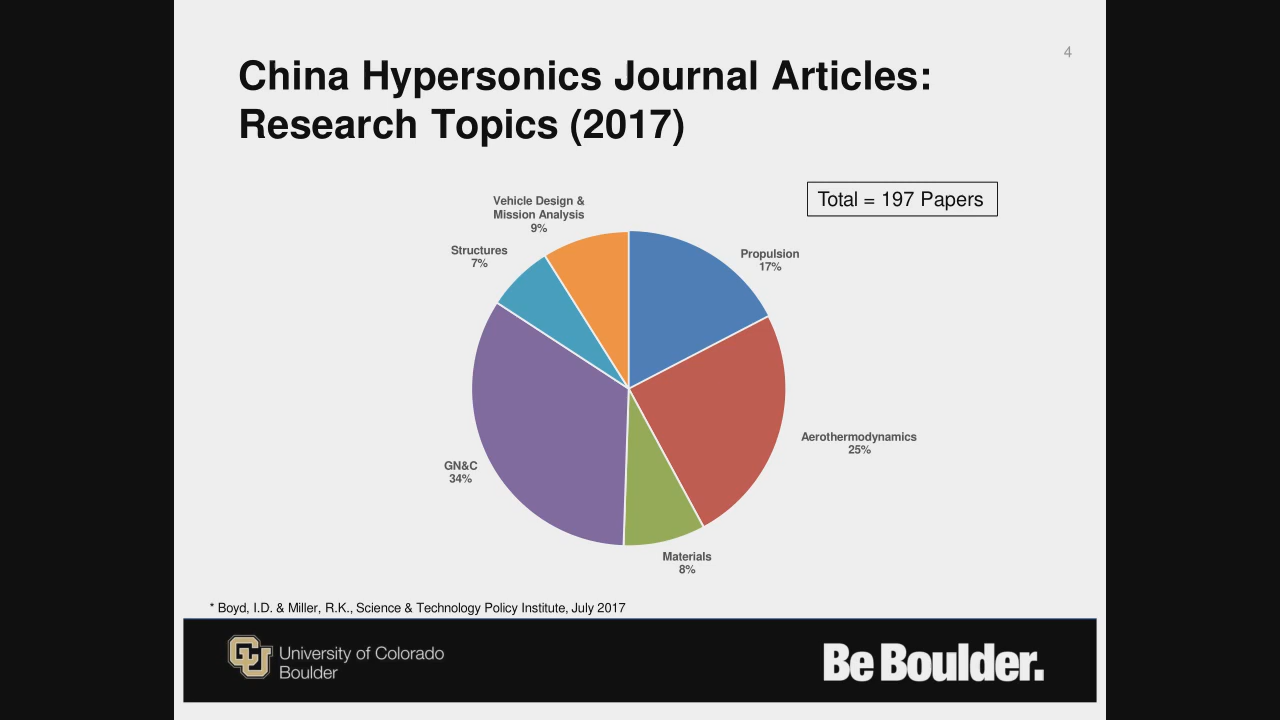 4
China Hypersonics Journal Articles:
Research Topics (2017)
Total = 197 Papers
Vehicle Design &
Mission Analysis
9%
Structures
7%
Propulsion
17%
Aerothermodynamics
25%
GN&C
34%
Materials
8%
* Boyd, I.D. & Miller, R.K., Science & Technology Policy Institute, July 2017
CU
University of Colorado
Boulder
Be Boulder.